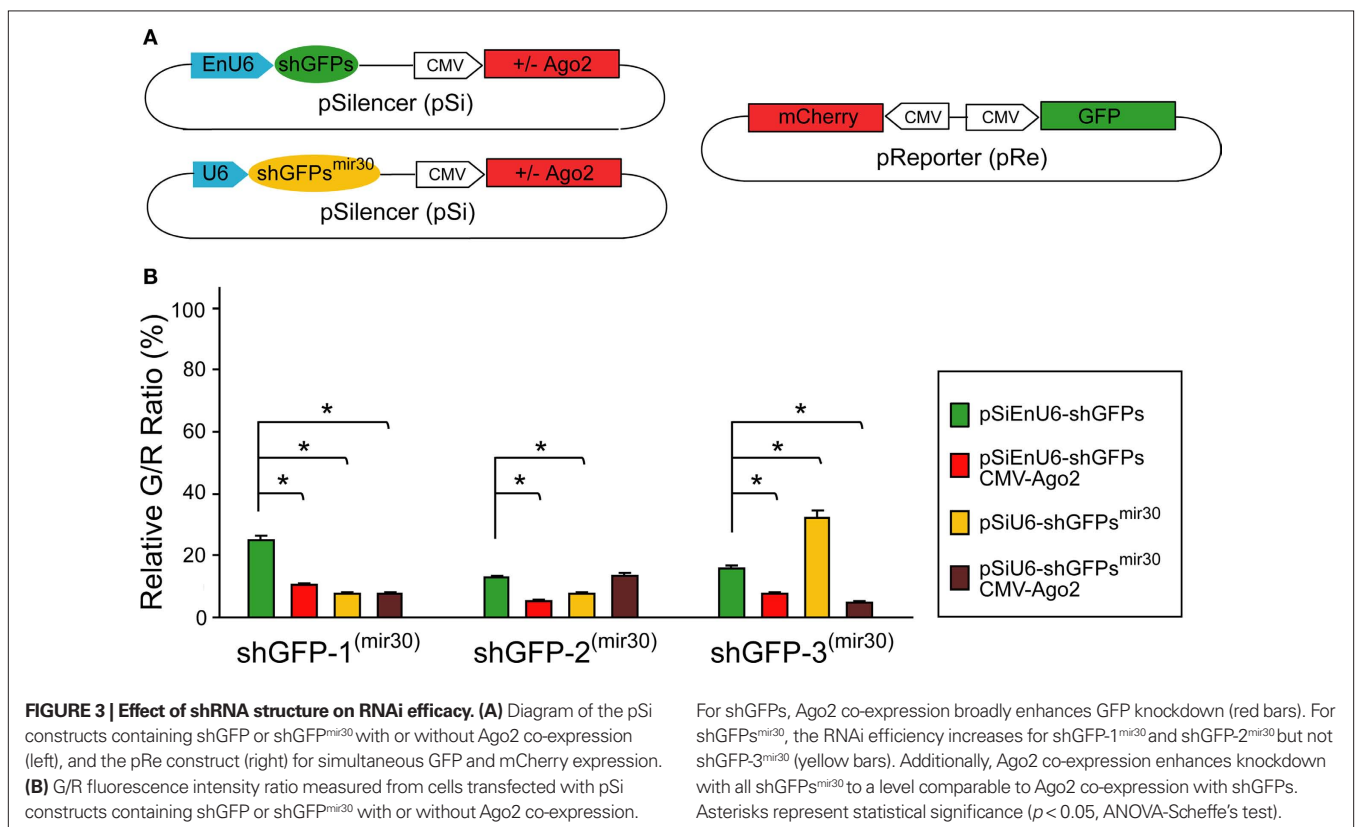 A
EnU6 shGFPs CMV +/- Ago2
pSilencer (pSi)
U6 shGFPs^mir30 CMV +/- Ago2
pSilencer (pSi)
mCherry CMV CMV GFP
pReporter (pRe)
B
Relative G/R Ratio (%)
100
80
60
40
20
0
* * *
* *
* * *
shGFP-1^(mir30) shGFP-2^(mir30) shGFP-3^(mir30)
pSiEnU6-shGFPs
pSiEnU6-shGFPs
CMV-Ago2
pSiU6-shGFPs^mir30
pSiU6-shGFPs^mir30
CMV-Ago2
FIGURE 3 | Effect of shRNA structure on RNAi efficacy. (A) Diagram of the pSi
constructs containing shGFP or shGFP^mir30 with or without Ago2 co-expression
(left), and the pRe construct (right) for simultaneous GFP and mCherry expression.
(B) G/R fluorescence intensity ratio measured from cells transfected with pSi
constructs containing shGFP or shGFP^mir30 with or without Ago2 co-expression.
For shGFPs, Ago2 co-expression broadly enhances GFP knockdown (red bars). For
shGFPs^mir30, the RNAi efficiency increases for shGFP-1^mir30 and shGFP-2^mir30 but not
shGFP-3^mir30 (yellow bars). Additionally, Ago2 co-expression enhances knockdown
with all shGFPs^mir30 to a level comparable to Ago2 co-expression with shGFPs.
Asterisks represent statistical significance (p < 0.05, ANOVA-Scheffe's test).